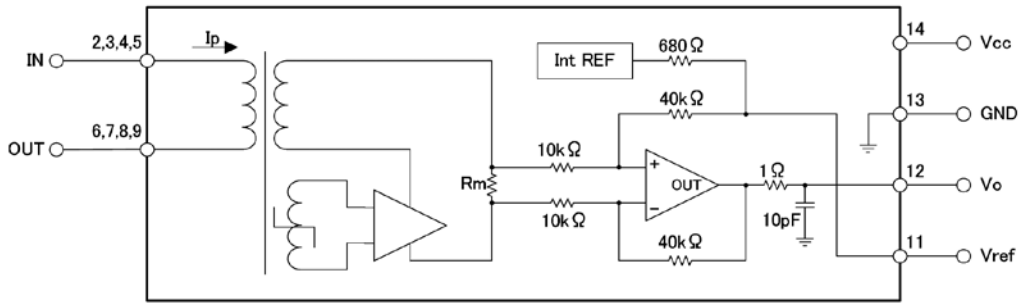 2,3,4,5
Ip
IN
6,7,8,9
OUT
Int REF
680Ω
40kΩ
10kΩ
Rm
10kΩ
+
−
OUT
40kΩ
1Ω
10pF
14
Vcc
13
GND
12
Vo
11
Vref